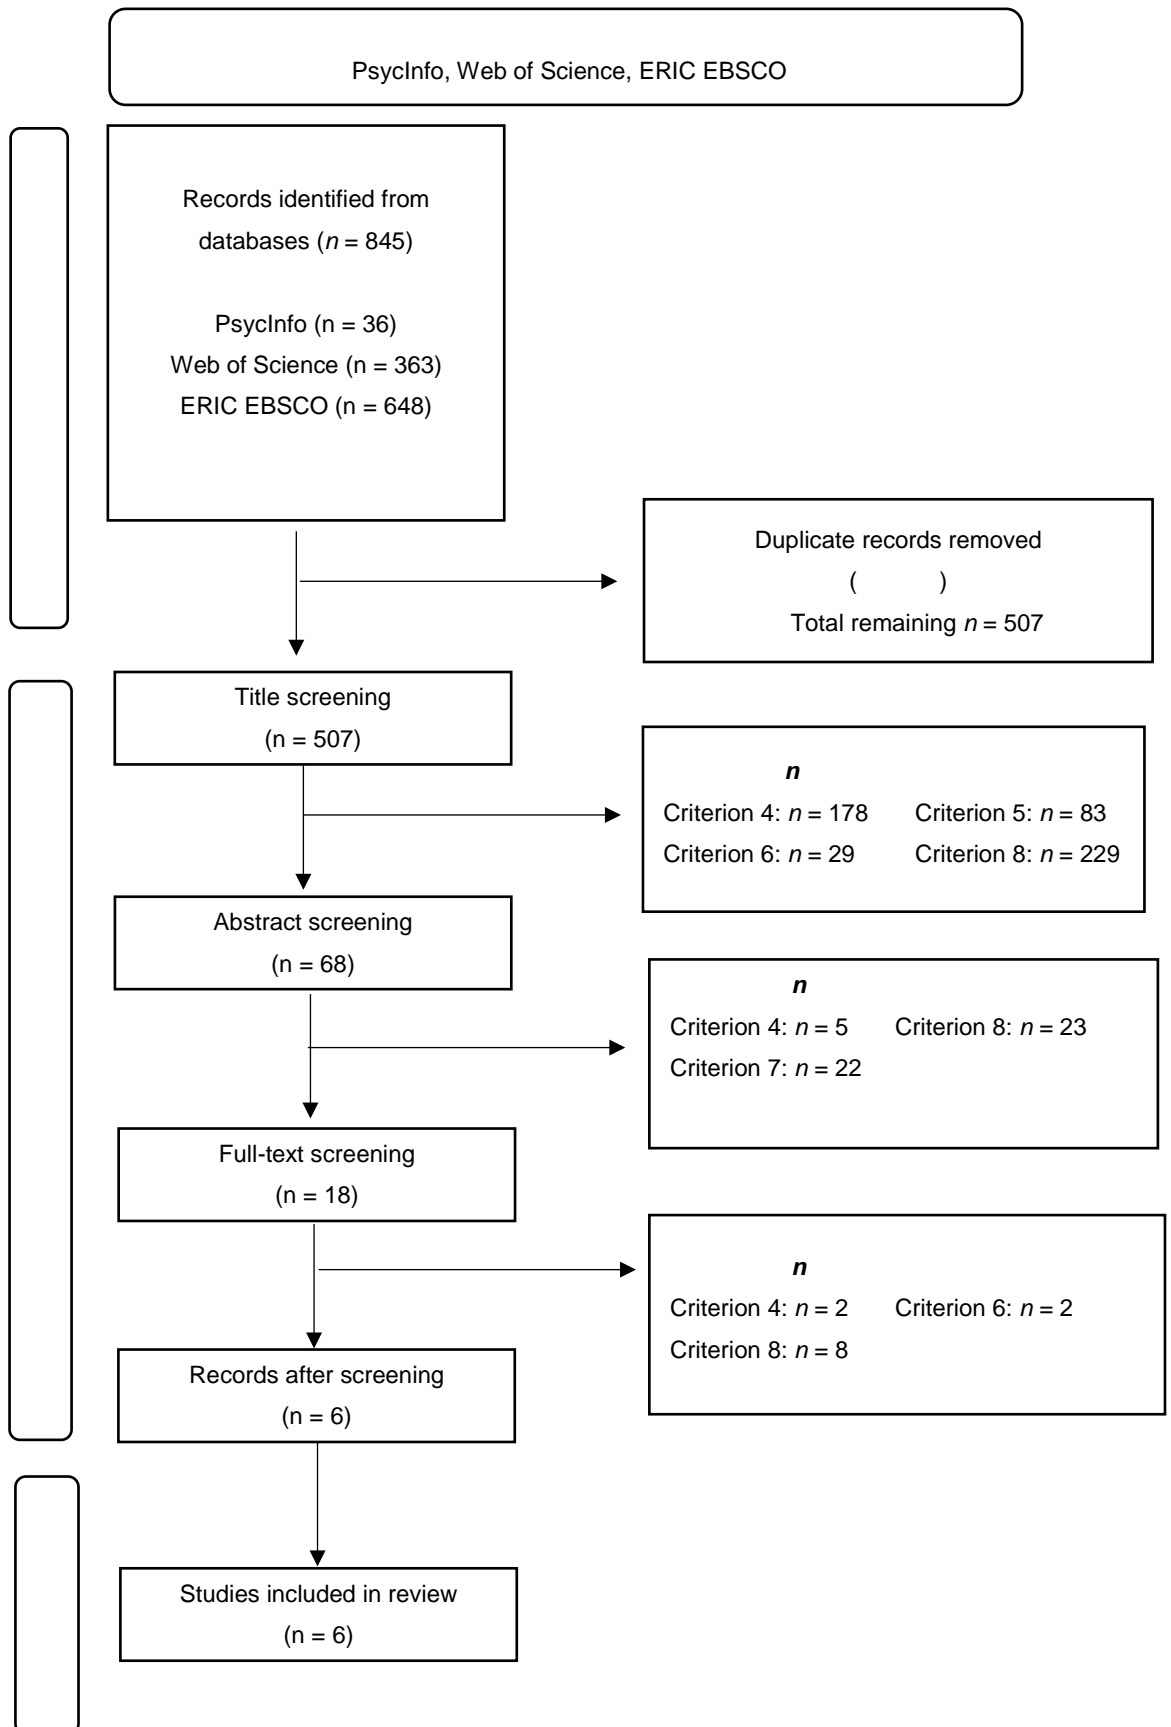 PsycInfo, Web of Science, ERIC EBSCO
Records identified from
databases (n = 845)
PsycInfo (n = 36)
Web of Science (n = 363)
ERIC EBSCO (n = 648)
Duplicate records removed
( )
Total remaining n = 507
Title screening
(n = 507)
n
Criterion 4: n = 178 Criterion 5: n = 83
Criterion 6: n = 29 Criterion 8: n = 229
Abstract screening
(n = 68)
n
Criterion 4: n = 5 Criterion 8: n = 23
Criterion 7: n = 22
Full-text screening
(n = 18)
n
Criterion 4: n = 2 Criterion 6: n = 2
Criterion 8: n = 8
Records after screening
(n = 6)
Studies included in review
(n = 6)